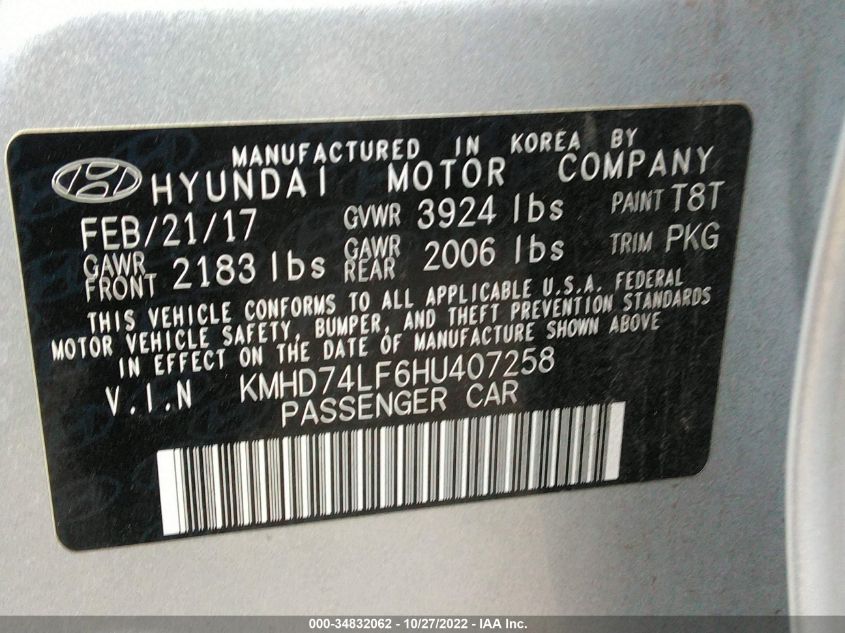 MANUFACTURED IN KOREA BY
HYUNDAI MOTOR COMPANY
FEB/21/17 GVWR 3924 lbs PAINT T8T
GAWR FRONT 2183 lbs GAWR REAR 2006 lbs TRIM PKG
THIS VEHICLE CONFORMS TO ALL APPLICABLE U.S.A. FEDERAL
MOTOR VEHICLE SAFETY, BUMPER, AND THEFT PREVENTION STANDARDS
IN EFFECT ON THE DATE OF MANUFACTURE SHOWN ABOVE
V.I.N KMHD74LF6HU407258
PASSENGER CAR
000-34832062 - 10/27/2022 - IAA Inc.